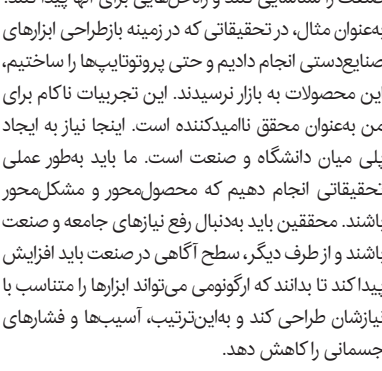 صنعت را شناسایی کنند و راه‌حل‌هایی برای آنها پیدا کنند.
به‌عنوان مثال، در تحقیقاتی که در زمینه بازطراحی ابزارهای
صنایع‌دستی انجام دادیم و حتی پروتوتایپ‌ها را ساختیم،
این محصولات به بازار نرسیدند. این تجربیات ناکام برای
من به‌عنوان محقق ناامیدکننده است. اینجا نیاز به ایجاد
پلی میان دانشگاه و صنعت است. ما باید به‌طور عملی
تحقیقاتی انجام دهیم که محصول‌محور و مشکل‌محور
باشند. محققین باید به‌دنبال رفع نیازهای جامعه و صنعت
باشند و از طرف دیگر، سطح آگاهی در صنعت باید افزایش
پیدا کند تا بدانند که ارگونومی می‌تواند ابزارها را متناسب با
نیازشان طراحی کند و به‌این‌ترتیب، آسیب‌ها و فشارهای
جسمانی را کاهش دهد.